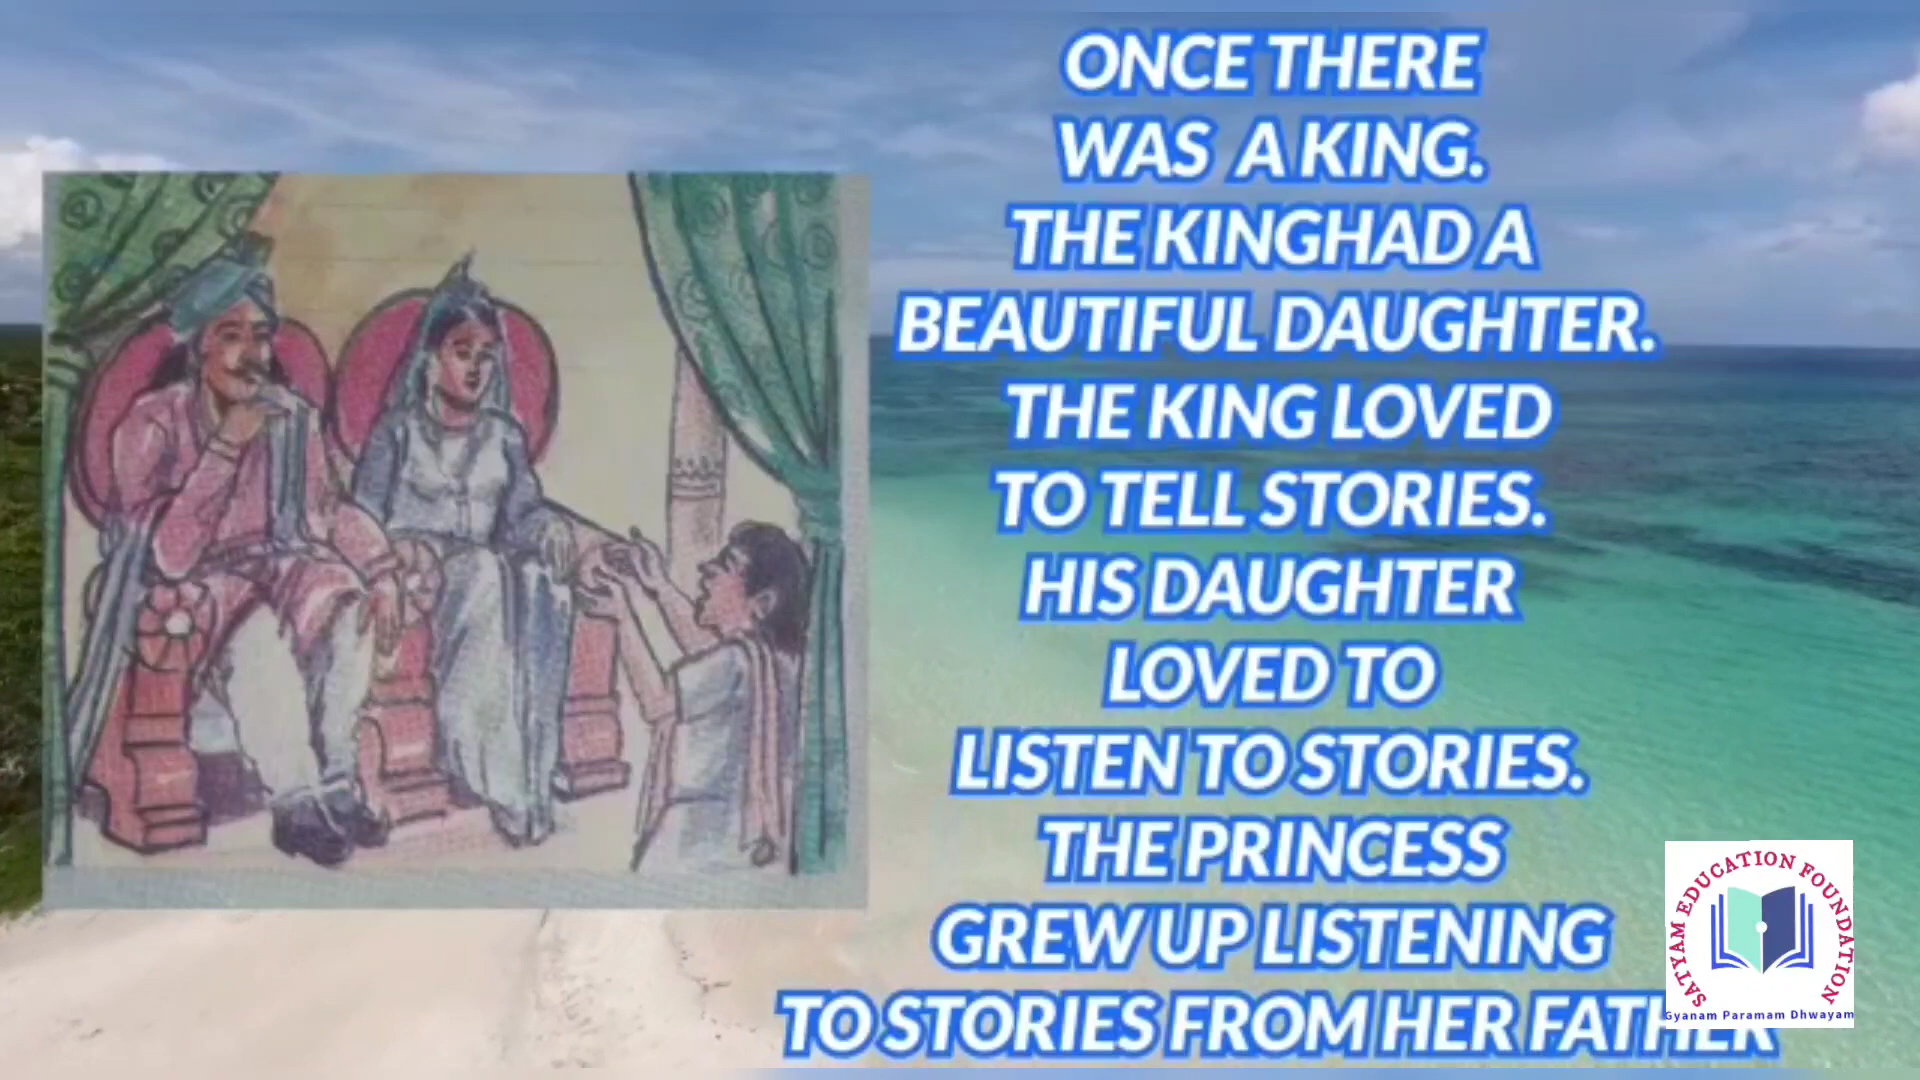 ONCE THERE
WAS A KING.
THE KINGHAD A
BEAUTIFUL DAUGHTER.
THE KING LOVED
TO TELL STORIES.
HIS DAUGHTER
LOVED TO
LISTEN TO STORIES.
THE PRINCESS
GREW UP LISTENING
TO STORIES FROM HER FATHER
SATYAM EDUCATION FOUNDATION
Gyanam Paramam Dhwayam